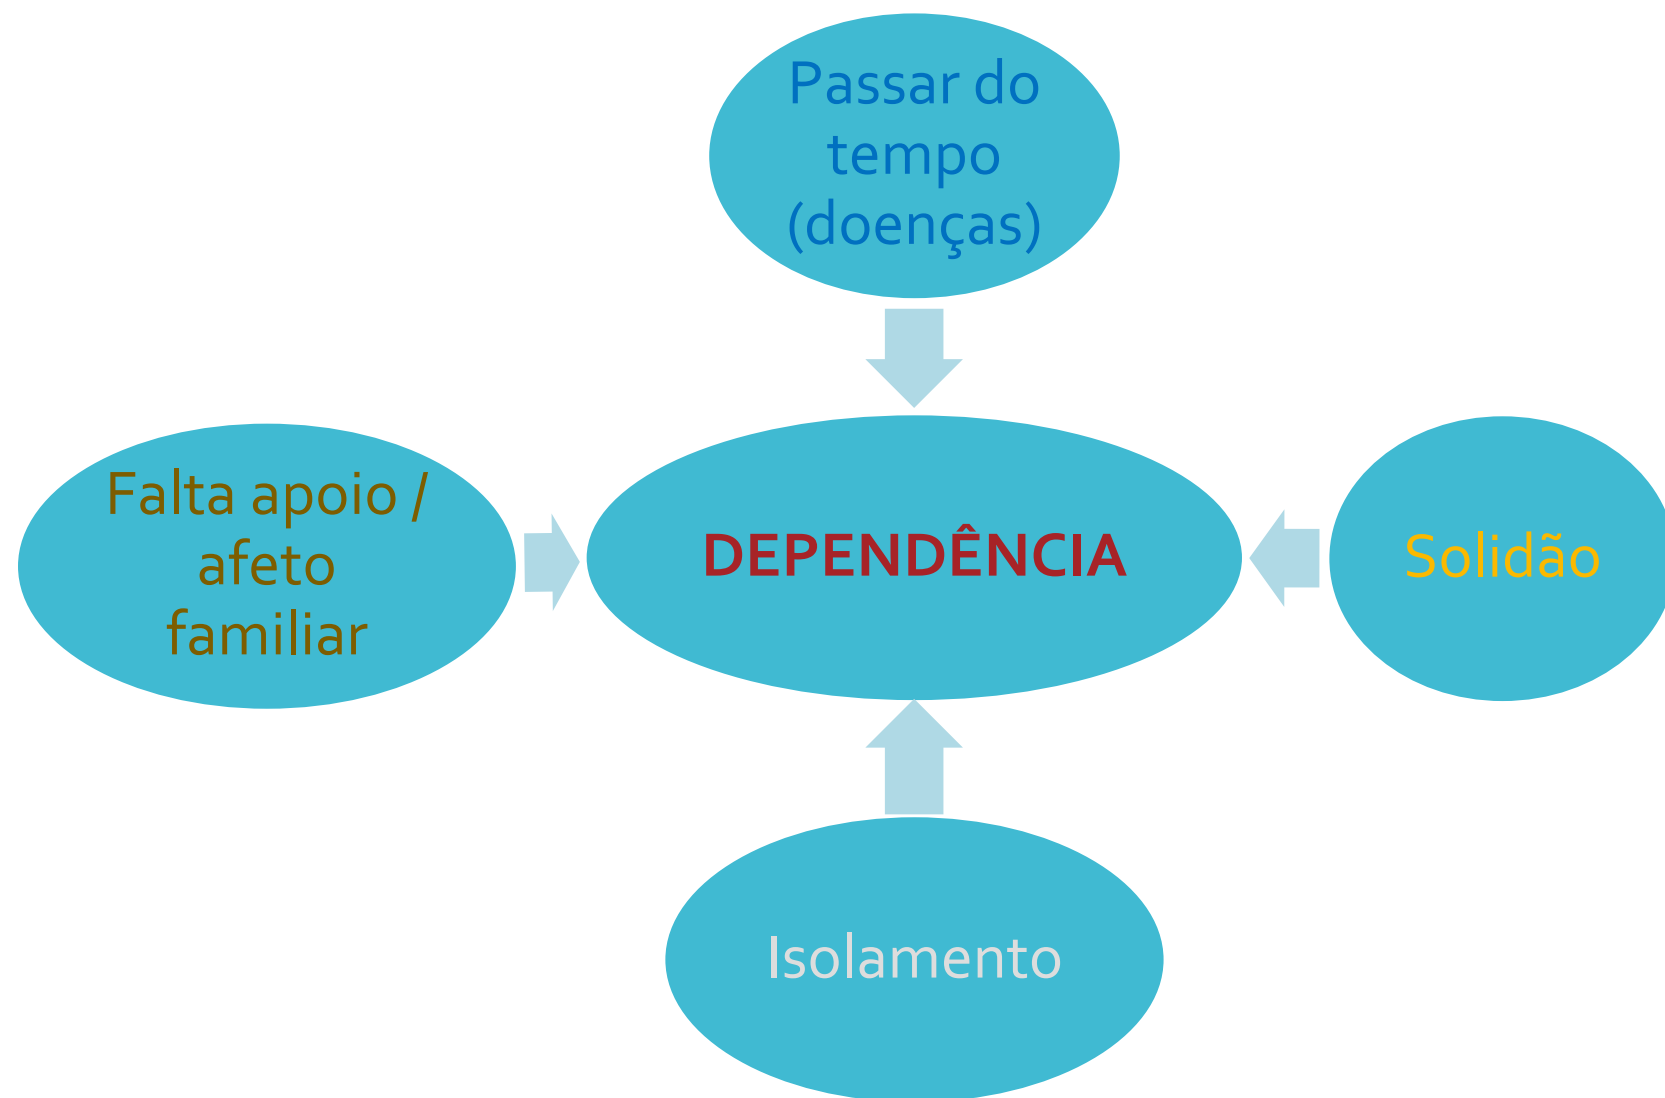 Passar do
tempo
(doenças)
Falta apoio /
afeto
familiar
DEPENDÊNCIA
Solidão
Isolamento